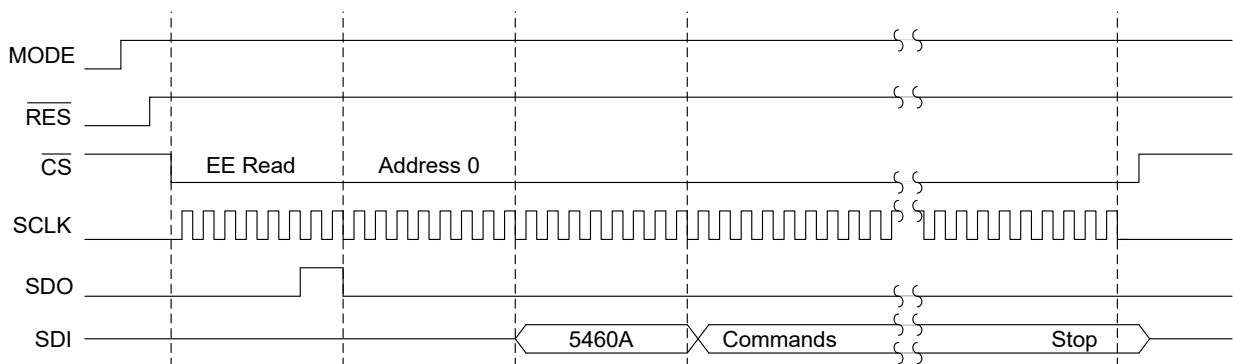 MODE
RES
CS
EE Read
Address 0
SCLK
SDO
SDI
5460A
Commands
Stop